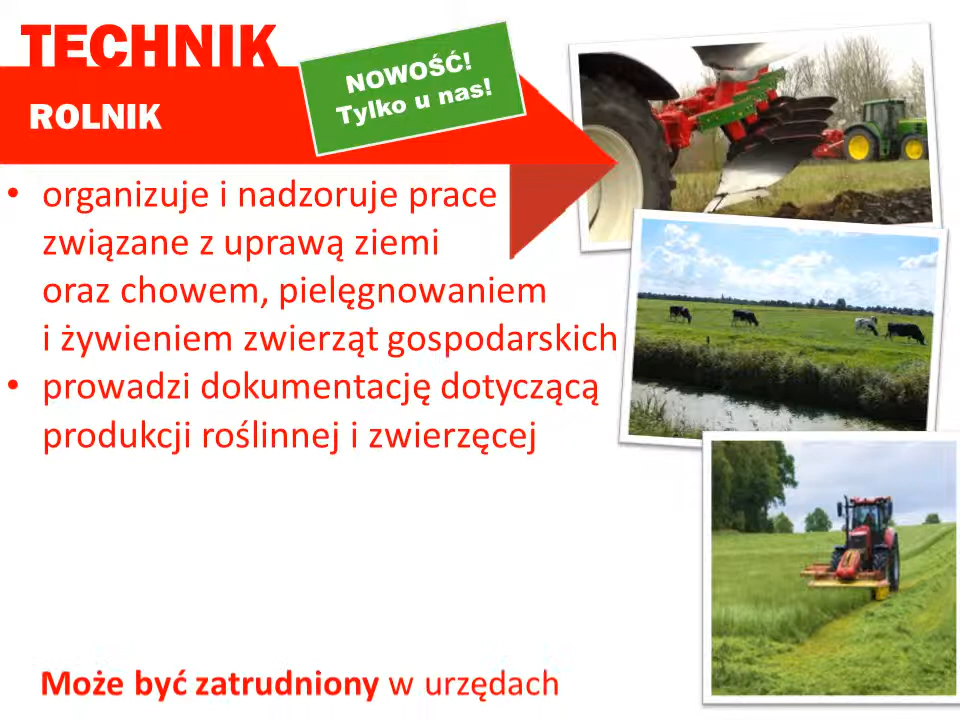 TECHNIK
ROLNIK
NOWOŚĆ!
Tylko u nas!
• organizuje i nadzoruje prace
związane z uprawą ziemi
oraz chowem, pielęgnowaniem
i żywieniem zwierząt gospodarskich
• prowadzi dokumentację dotyczącą
produkcji roślinnej i zwierzęcej
Może być zatrudniony w urzędach